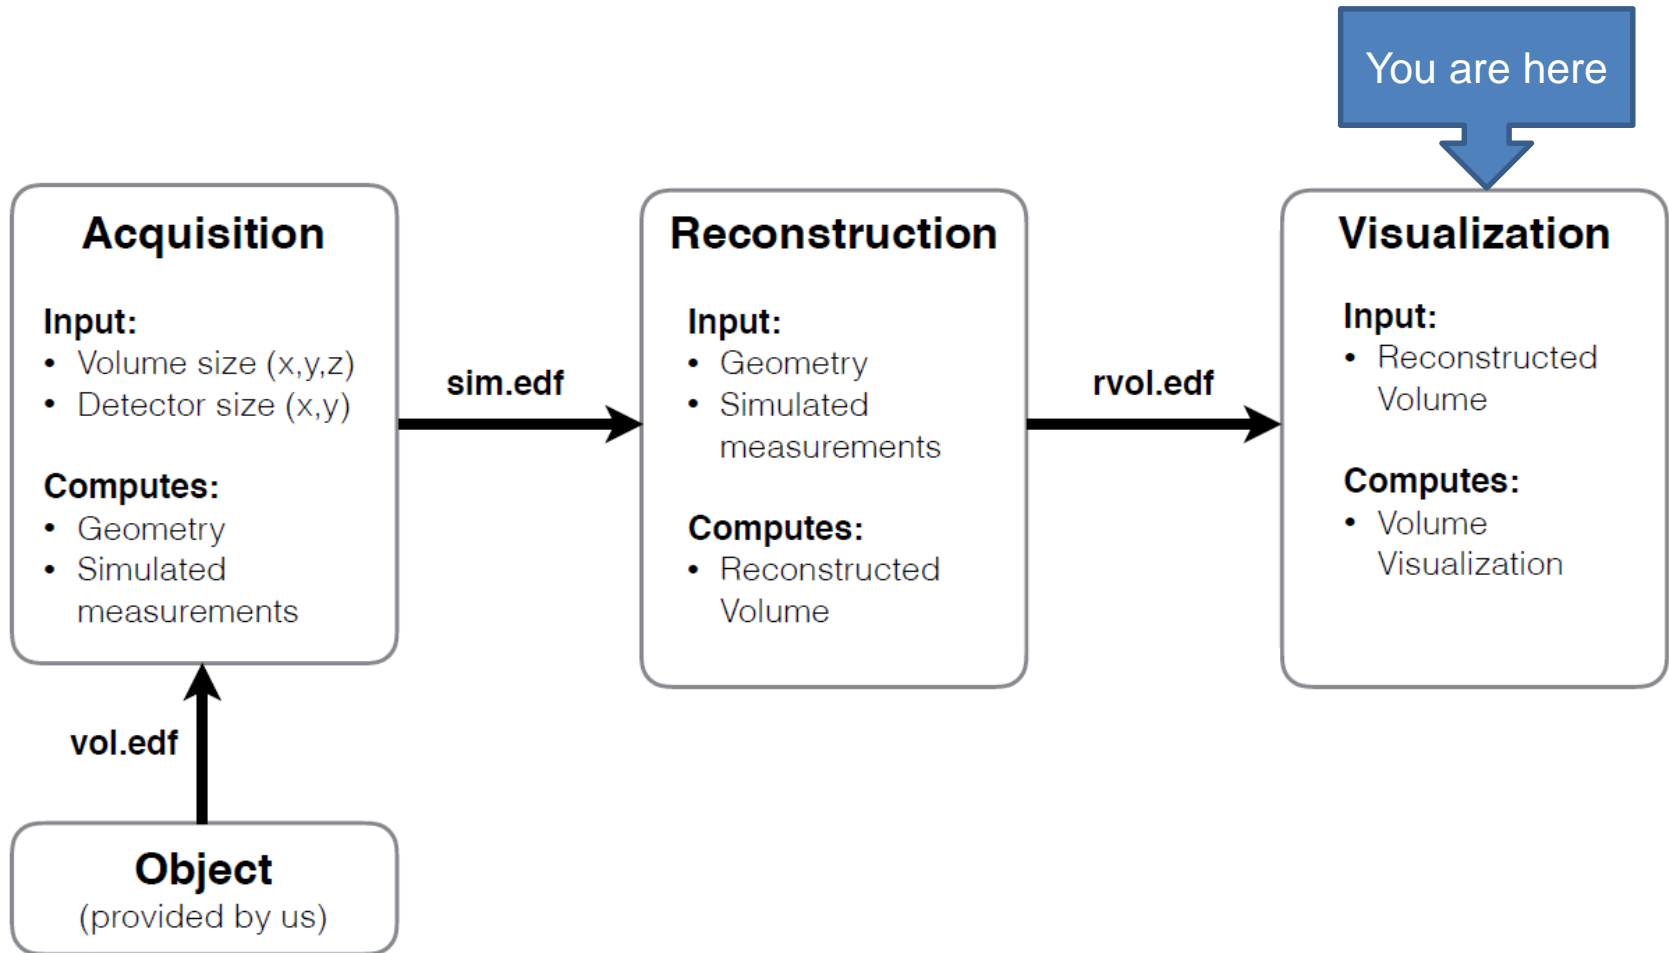 You are here
Acquisition
Input:
• Volume size (x,y,z)
• Detector size (x,y)
Computes:
• Geometry
• Simulated
measurements
sim.edf
Reconstruction
Input:
• Geometry
• Simulated
measurements
Computes:
• Reconstructed
Volume
rvol.edf
Visualization
Input:
• Reconstructed
Volume
Computes:
• Volume
Visualization
vol.edf
Object
(provided by us)